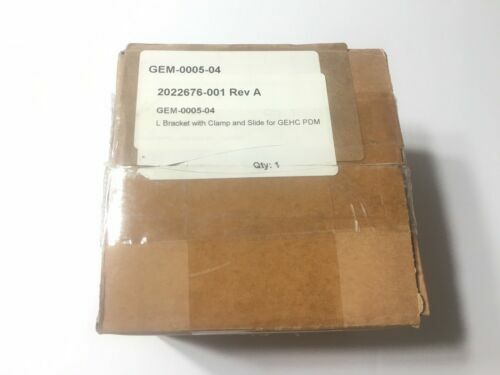 GEM-0005-04
2022676-001 Rev A
GEM-0005-04
L Bracket with Clamp and Slide for GEHC PDM
Qty: 1